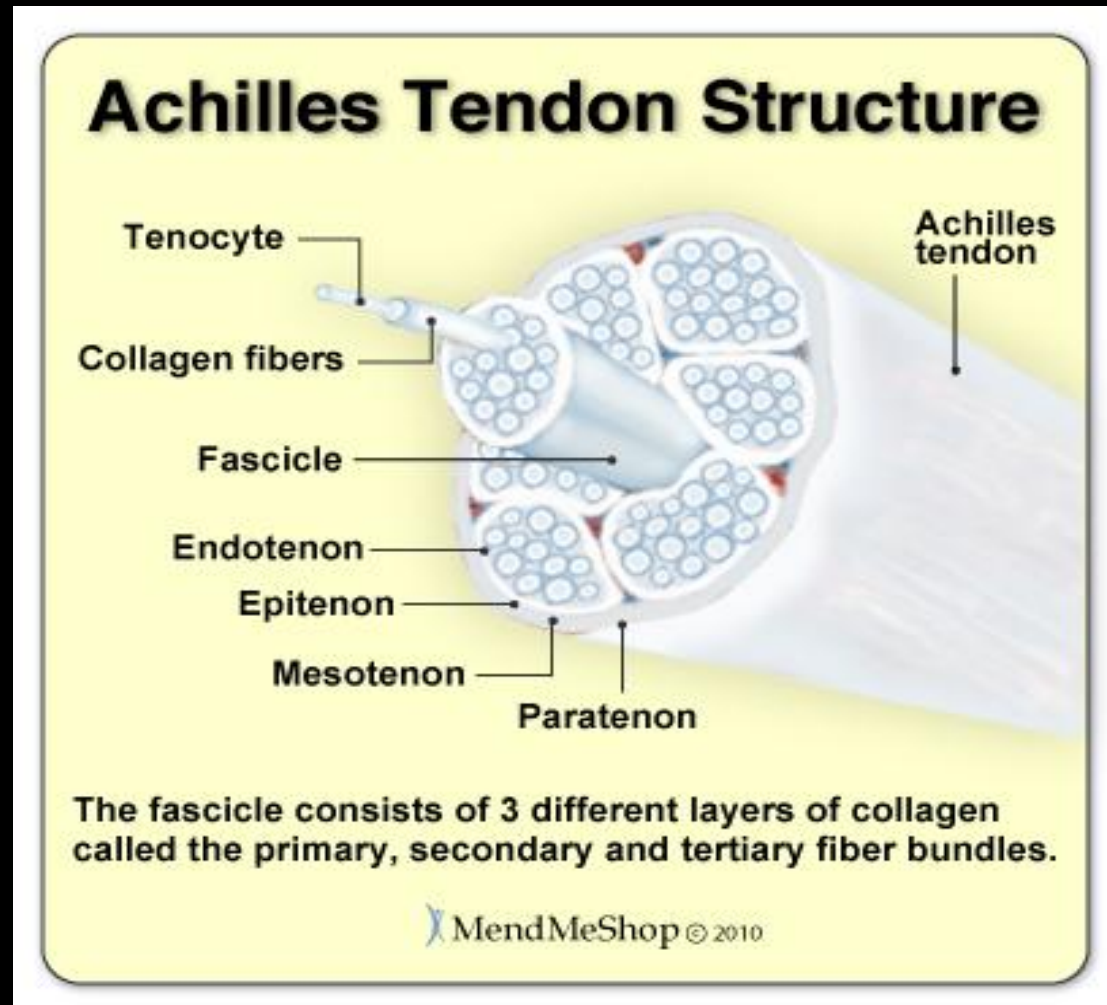 Achilles Tendon Structure
Tenocyte
Achilles
tendon
Collagen fibers
Fascicle
Endotenon
Epitenon
Mesotenon
Paratenon
The fascicle consists of 3 different layers of collagen
called the primary, secondary and tertiary fiber bundles.
MendMeShop © 2010